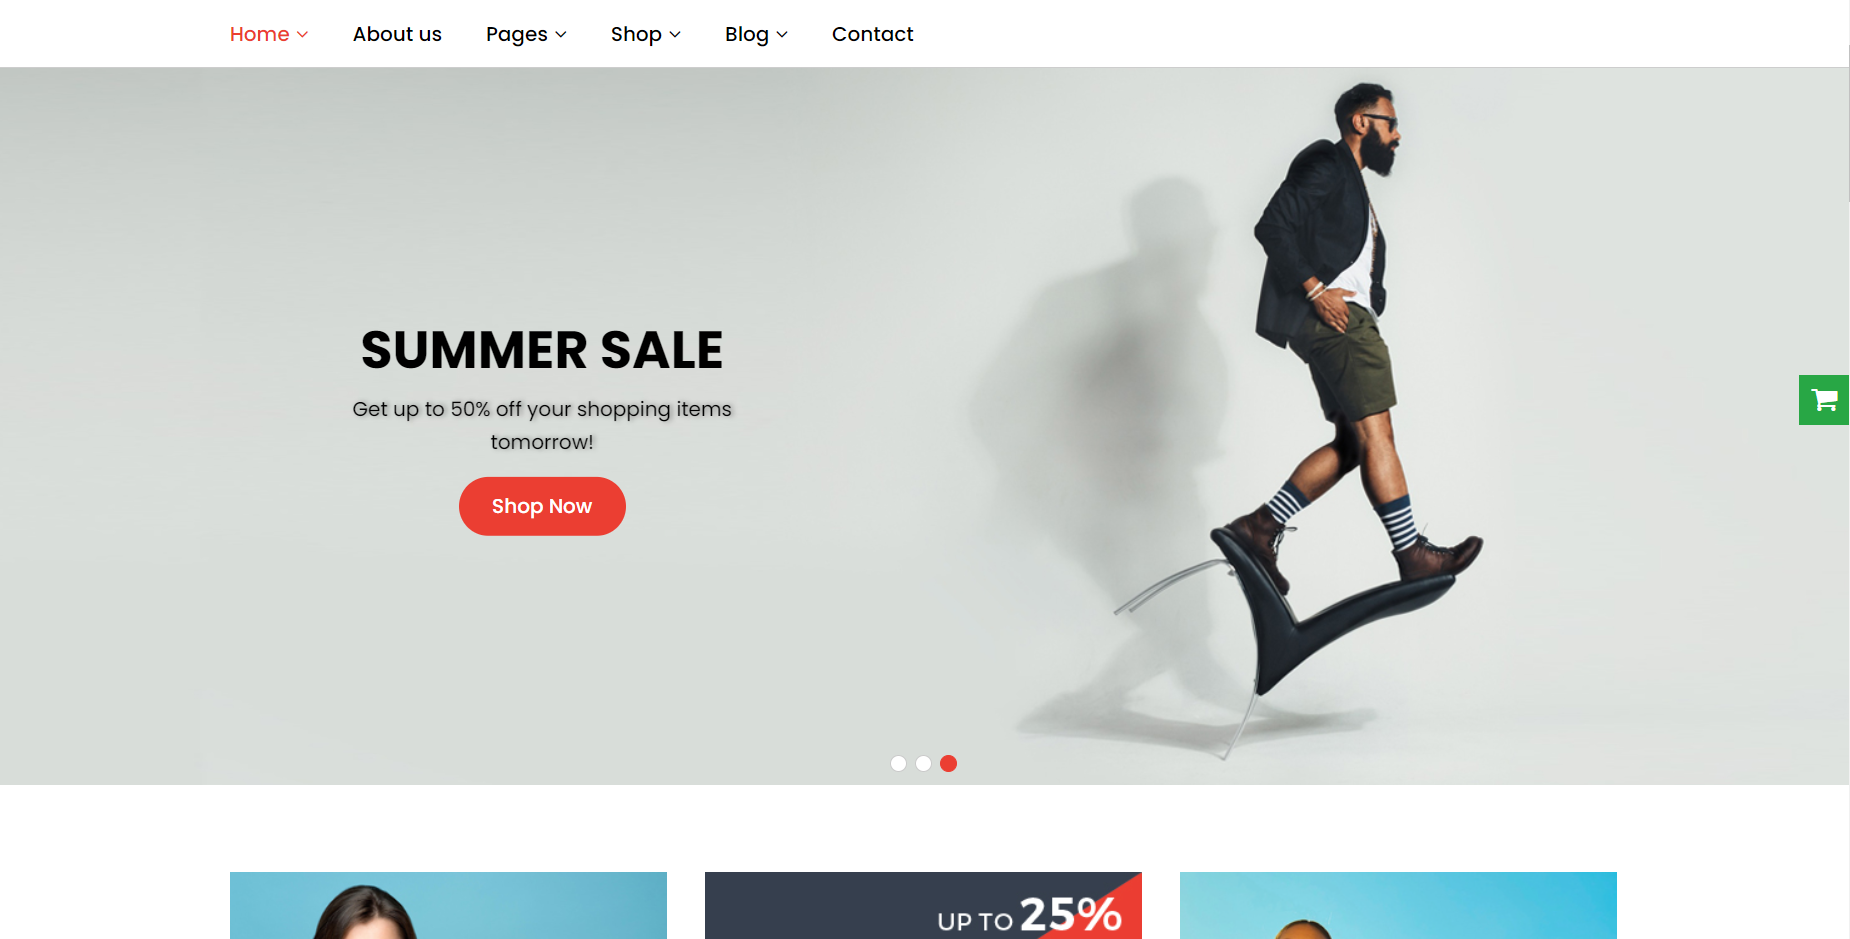 Home About us Pages Shop Blog Contact
SUMMER SALE
Get up to 50% off your shopping items
tomorrow!
Shop Now
UP TO 25%